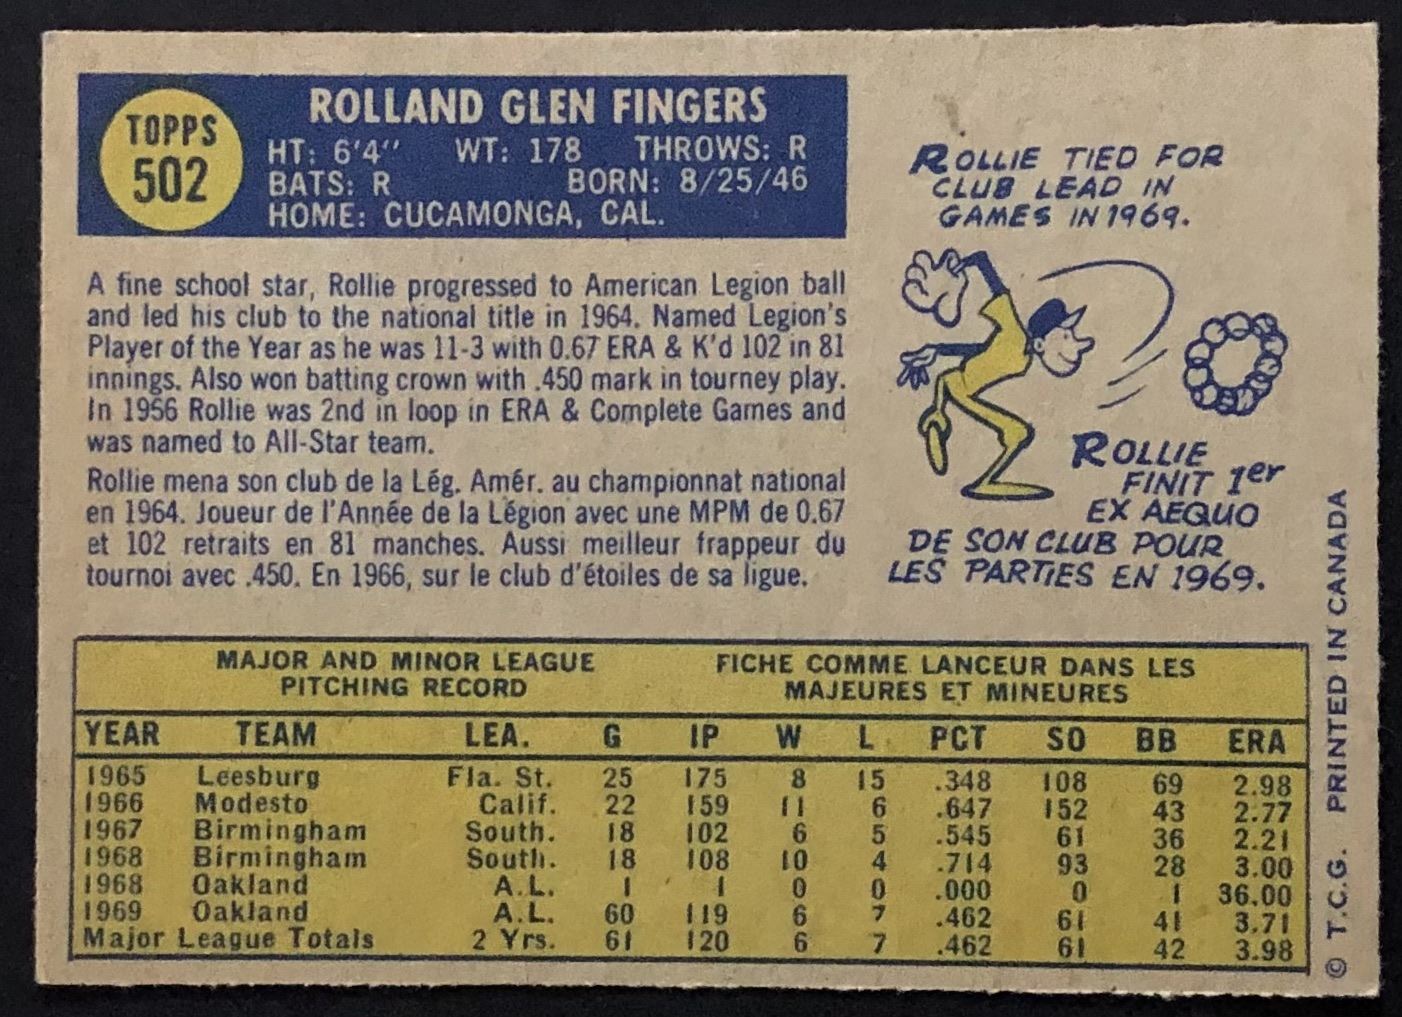 TOPPS
502
ROLLAND GLEN FINGERS
HT: 6'4" WT: 178 THROWS: R
BATS: R BORN: 8/25/46
HOME: CUCAMONGA, CAL.
A fine school star, Rollie progressed to American Legion ball
and led his club to the national title in 1964. Named Legion's
Player of the Year as he was 11-3 with 0.67 ERA & K'd 102 in 81
innings. Also won batting crown with .450 mark in tourney play.
In 1956 Rollie was 2nd in loop in ERA & Complete Games and
was named to All-Star team.
Rollie mena son club de la Lég. Amér. au championnat national
en 1964. Joueur de l'Année de la Légion avec une MPM de 0.67
et 102 retraits en 81 manches. Aussi meilleur frappeur du
tournoi avec .450. En 1966, sur le club d'étoiles de sa ligue.
ROLLIE TIED FOR
CLUB LEAD IN
GAMES IN 1969.
ROLLIE
FINIT 1er
EX AEQUO
DE SON CLUB POUR
LES PARTIES EN 1969.
MAJOR AND MINOR LEAGUE
PITCHING RECORD
FICHE COMME LANCEUR DANS LES
MAJEURES ET MINEURES
YEAR TEAM LEA. G IP W L PCT SO BB ERA
1965 Leesburg Fla. St. 25 175 8 15 .348 108 69 2.98
1966 Modesto Calif. 22 159 11 6 .647 152 43 2.77
1967 Birmingham South. 18 102 6 5 .545 61 36 2.21
1968 Birmingham South. 18 108 10 4 .714 93 28 3.00
1968 Oakland A.L. 1 1 0 0 .000 0 1 36.00
1969 Oakland A.L. 60 119 6 7 .462 61 41 3.71
Major League Totals 2 Yrs. 61 120 6 7 .462 61 42 3.98
© T.C.G. PRINTED IN CANADA